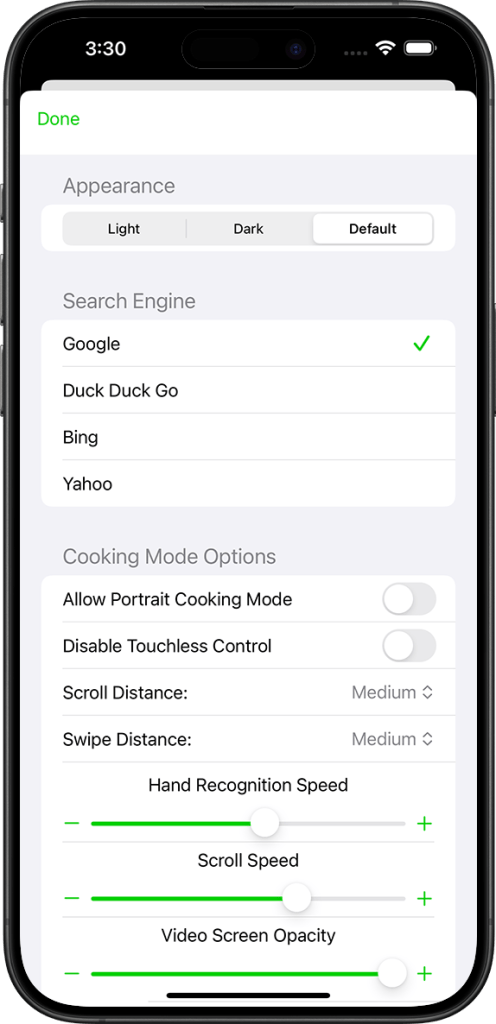 3:30
Done
Appearance
Light Dark Default
Search Engine
Google
Duck Duck Go
Bing
Yahoo
Cooking Mode Options
Allow Portrait Cooking Mode
Disable Touchless Control
Scroll Distance: Medium
Swipe Distance: Medium
Hand Recognition Speed
Scroll Speed
Video Screen Opacity